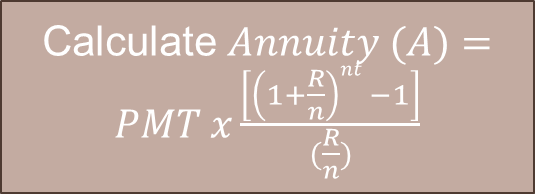 Calculate Annuity (A) =
PMT x [(1+R/n)^nt −1] / (R/n)